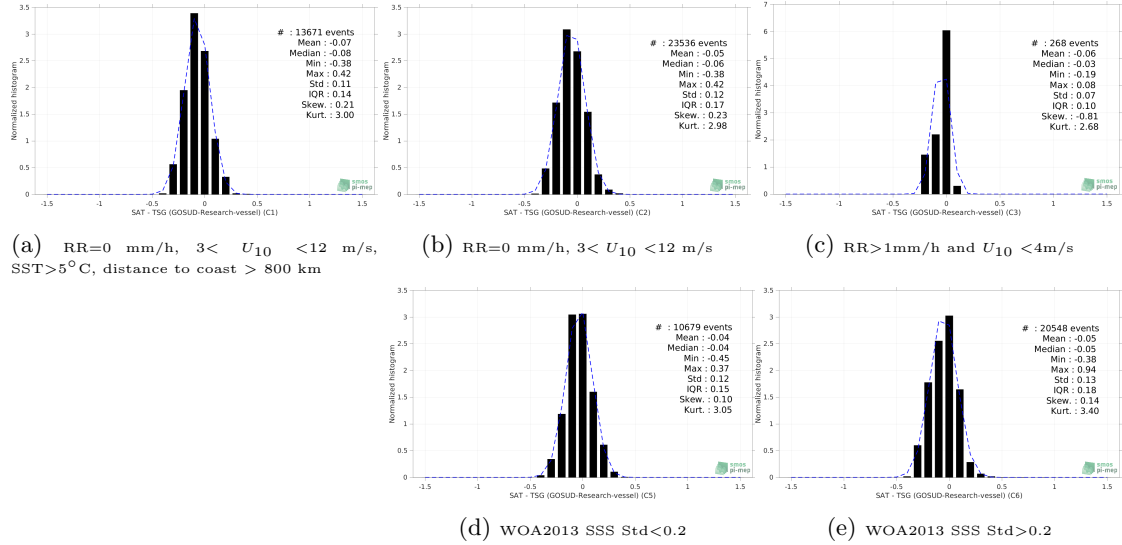 3.5
3
2.5
2
1.5
1
0.5
0
Normalized histogram
# : 13671 events
Mean : -0.07
Median : -0.08
Min : -0.38
Max : 0.42
Std : 0.11
IQR : 0.14
Skew. : 0.21
Kurt. : 3.00
smos
pi-mep
-1.5 -1 -0.5 0 0.5 1 1.5
SAT - TSG (GOSUD-Research-vessel) (C1)
(a) RR=0 mm/h, 3< U10 <12 m/s,
SST>5°C, distance to coast > 800 km
3.5
3
2.5
2
1.5
1
0.5
0
Normalized histogram
# : 23536 events
Mean : -0.05
Median : -0.06
Min : -0.38
Max : 0.42
Std : 0.12
IQR : 0.17
Skew. : 0.23
Kurt. : 2.98
smos
pi-mep
-1.5 -1 -0.5 0 0.5 1 1.5
SAT - TSG (GOSUD-Research-vessel) (C2)
(b) RR=0 mm/h, 3< U10 <12 m/s
7
6
5
4
3
2
1
0
Normalized histogram
# : 268 events
Mean : -0.06
Median : -0.03
Min : -0.19
Max : 0.08
Std : 0.07
IQR : 0.10
Skew. : -0.81
Kurt. : 2.68
smos
pi-mep
-1.5 -1 -0.5 0 0.5 1 1.5
SAT - TSG (GOSUD-Research-vessel) (C3)
(c) RR>1mm/h and U10 <4m/s
3.5
3
2.5
2
1.5
1
0.5
0
Normalized histogram
# : 10679 events
Mean : -0.04
Median : -0.04
Min : -0.45
Max : 0.37
Std : 0.12
IQR : 0.15
Skew. : 0.10
Kurt. : 3.05
smos
pi-mep
-1.5 -1 -0.5 0 0.5 1 1.5
SAT - TSG (GOSUD-Research-vessel) (C5)
(d) WOA2013 SSS Std<0.2
3.5
3
2.5
2
1.5
1
0.5
0
Normalized histogram
# : 20548 events
Mean : -0.05
Median : -0.05
Min : -0.38
Max : 0.94
Std : 0.13
IQR : 0.18
Skew. : 0.14
Kurt. : 3.40
smos
pi-mep
-1.5 -1 -0.5 0 0.5 1 1.5
SAT - TSG (GOSUD-Research-vessel) (C6)
(e) WOA2013 SSS Std>0.2